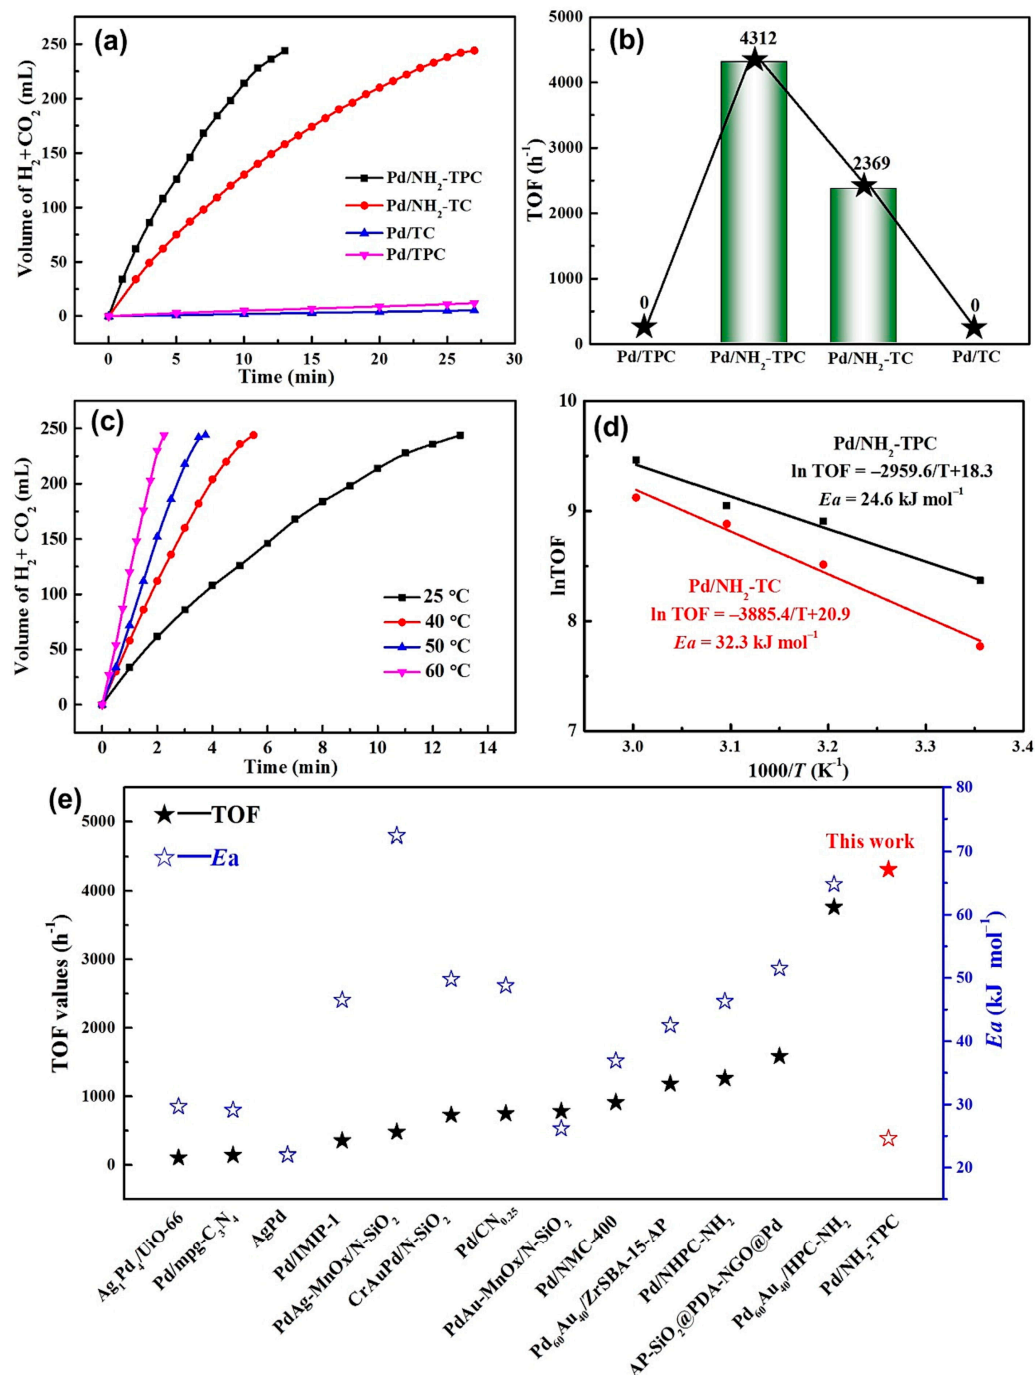 (a)
Volume of H₂+CO₂ (mL)
250
200
150
100
50
0
Pd/NH₂-TPC
Pd/NH₂-TC
Pd/TC
Pd/TPC
0 5 10 15 20 25 30
Time (min)
(b)
TOF (h⁻¹)
5000
4000
3000
2000
1000
0
0
4312
2369
0
Pd/TPC Pd/NH₂-TPC Pd/NH₂-TC Pd/TC
(c)
Volume of H₂+ CO₂ (mL)
250
200
150
100
50
0
25 °C
40 °C
50 °C
60 °C
0 2 4 6 8 10 12 14
Time (min)
(d)
lnTOF
10
9
8
7
Pd/NH₂-TPC
ln TOF = –2959.6/T+18.3
Ea = 24.6 kJ mol⁻¹
Pd/NH₂-TC
ln TOF = –3885.4/T+20.9
Ea = 32.3 kJ mol⁻¹
3.0 3.1 3.2 3.3 3.4
1000/T (K⁻¹)
(e)
TOF
Ea
This work
TOF values (h⁻¹)
5000
4000
3000
2000
1000
0
80
70
60
50
40
30
20
Ea (kJ mol⁻¹)
Ag₁Pd₄/UiO-66
Pd/mpg-C₃N₄
AgPd
Pd/IMIP-1
PdAg-MnOx/N-SiO₂
CrAuPd/N-SiO₂
Pd/CN₀.₂₅
PdAu-MnOx/N-SiO₂
Pd/NMC-400
Pd₆₀Au₄₀/ZrSBA-15-AP
Pd/NHPC-NH₂
AP-SiO₂@PDA-NGO@Pd
Pd₆₀Au₄₀/HPC-NH₂
Pd/NH₂-TPC